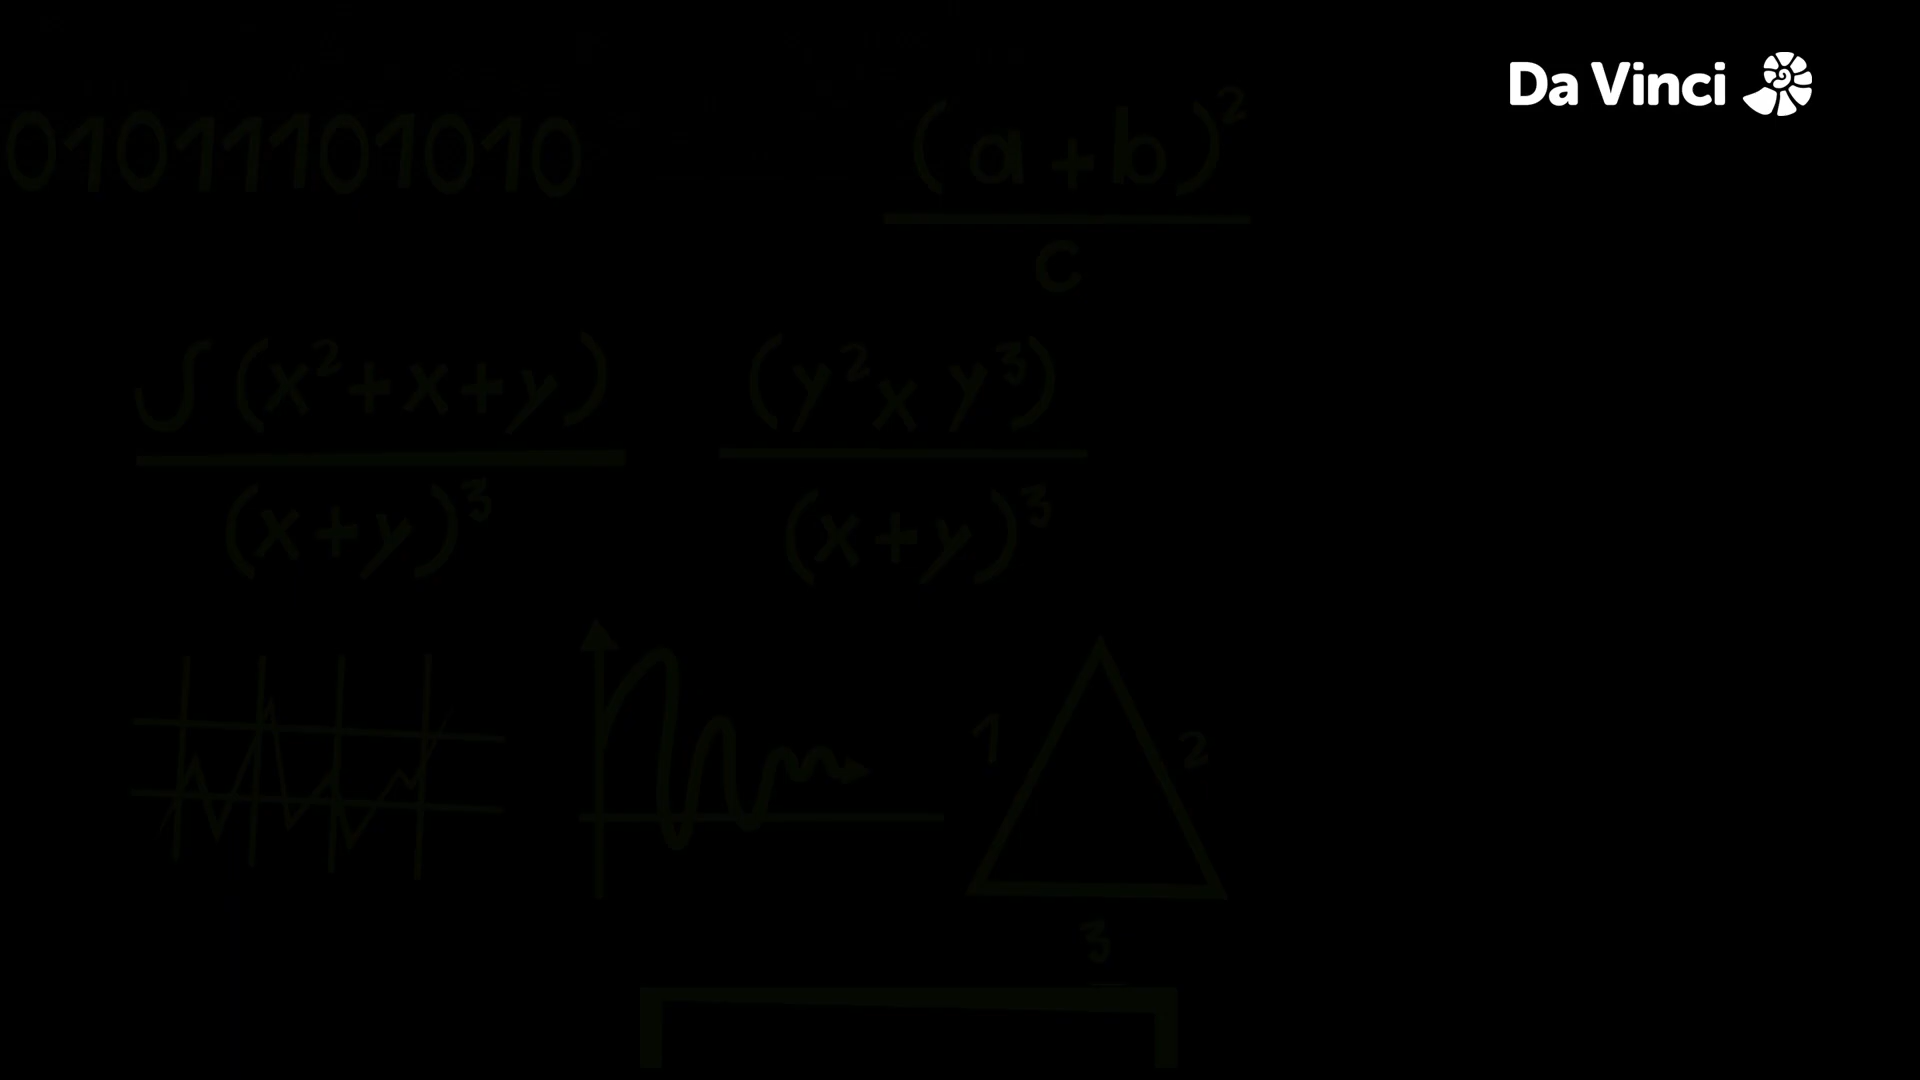 Da Vinci
01011101010
(a+b)²
c
∫(x²+x+y)
(x+y)³
(y²x y³)
(x+y)³
1
2
3